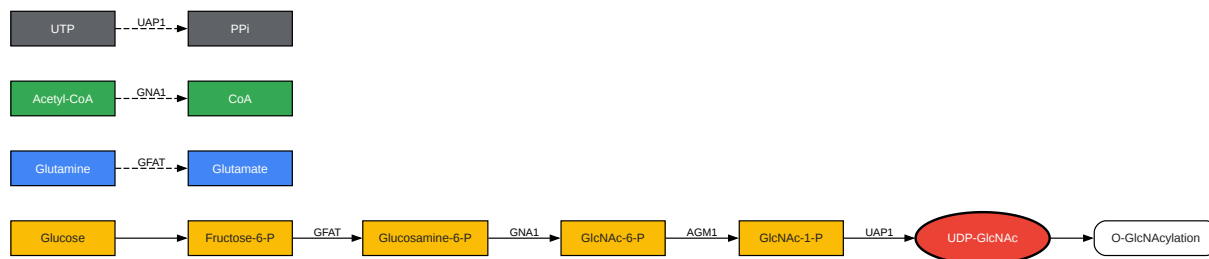 UTP UAP1 PPi
Acetyl-CoA GNA1 CoA
Glutamine GFAT Glutamate
Glucose Fructose-6-P GFAT Glucosamine-6-P GNA1 GlcNAc-6-P AGM1 GlcNAc-1-P UAP1 UDP-GlcNAc O-GlcNAcylation